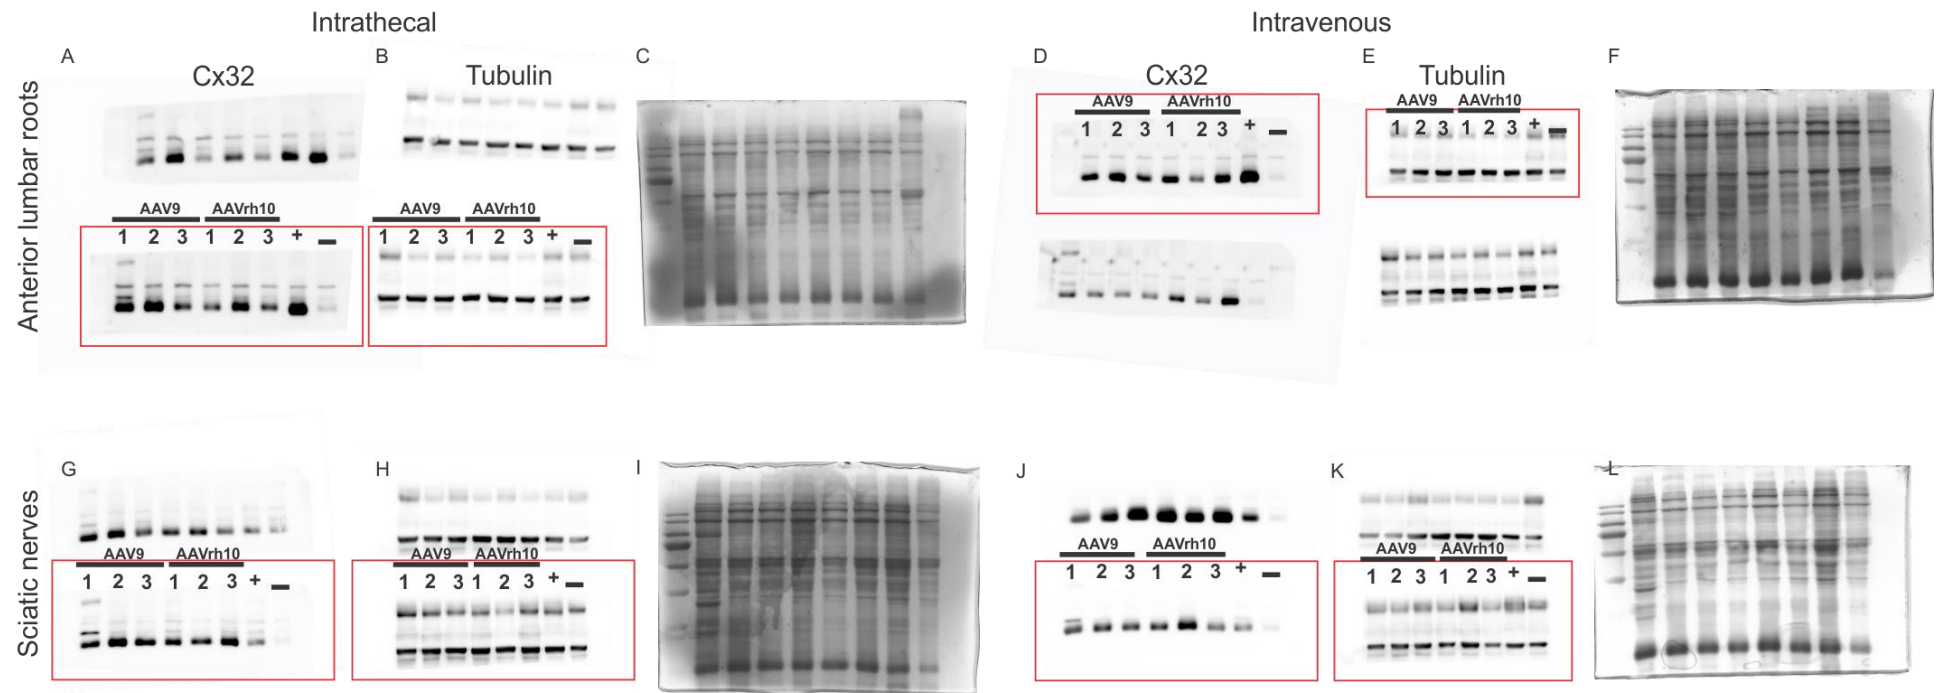 Intrathecal
Intravenous
A
B
C
D
E
F
Cx32
Tubulin
Cx32
Tubulin
AAV9 AAVrh10
1 2 3 1 2 3 + −
AAV9 AAVrh10
1 2 3 1 2 3 + −
Anterior lumbar roots
AAV9 AAVrh10
1 2 3 1 2 3 + −
AAV9 AAVrh10
1 2 3 1 2 3 + −
G
H
I
J
K
L
Sciatic nerves
AAV9 AAVrh10
1 2 3 1 2 3 + −
AAV9 AAVrh10
1 2 3 1 2 3 + −
AAV9 AAVrh10
1 2 3 1 2 3 + −
AAV9 AAVrh10
1 2 3 1 2 3 + −